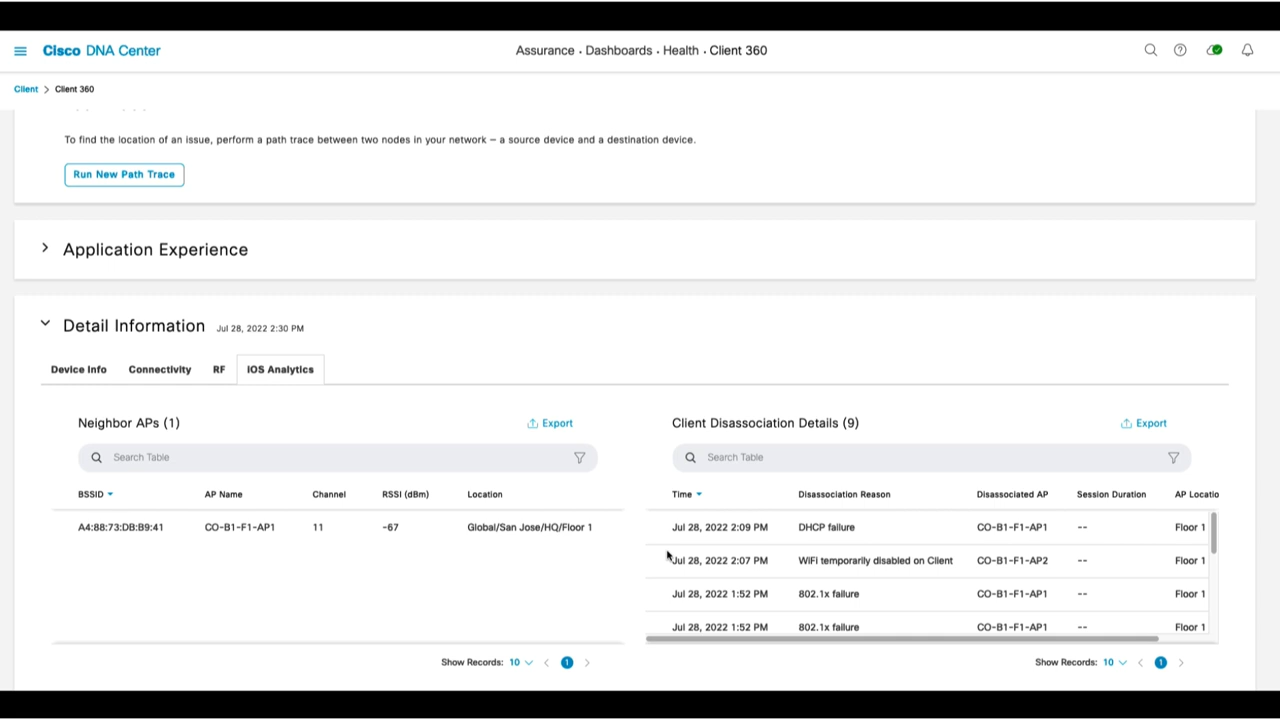 Cisco DNA Center
Assurance · Dashboards · Health · Client 360
Client > Client 360
To find the location of an issue, perform a path trace between two nodes in your network – a source device and a destination device.
Run New Path Trace
Application Experience
Detail Information Jul 28, 2022 2:30 PM
Device Info Connectivity RF iOS Analytics
Neighbor APs (1) Export
Search Table
BSSID AP Name Channel RSSI (dBm) Location
A4:88:73:DB:B9:41 CO-B1-F1-AP1 11 -67 Global/San Jose/HQ/Floor 1
Show Records: 10 1
Client Disassociation Details (9) Export
Search Table
Time Disassociation Reason Disassociated AP Session Duration AP Locatio
Jul 28, 2022 2:09 PM DHCP failure CO-B1-F1-AP1 -- Floor 1
Jul 28, 2022 2:07 PM WiFi temporarily disabled on Client CO-B1-F1-AP2 -- Floor 1
Jul 28, 2022 1:52 PM 802.1x failure CO-B1-F1-AP1 -- Floor 1
Jul 28, 2022 1:52 PM 802.1x failure CO-B1-F1-AP1 -- Floor 1
Show Records: 10 1